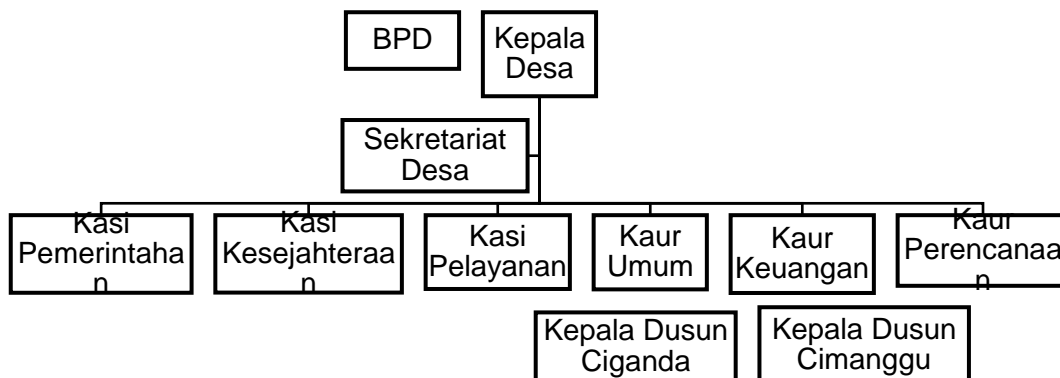 BPD
Kepala
Desa
Sekretariat
Desa
Kasi
Pemerintaha
n
Kasi
Kesejahteraa
n
Kasi
Pelayanan
Kaur
Umum
Kaur
Keuangan
Kaur
Perencanaa
n
Kepala Dusun
Ciganda
Kepala Dusun
Cimanggu